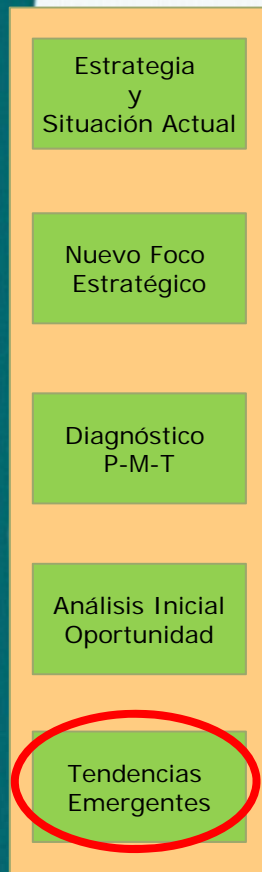 Estrategia
y
Situación Actual
Nuevo Foco
Estratégico
Diagnóstico
P-M-T
Análisis Inicial
Oportunidad
Tendencias
Emergentes